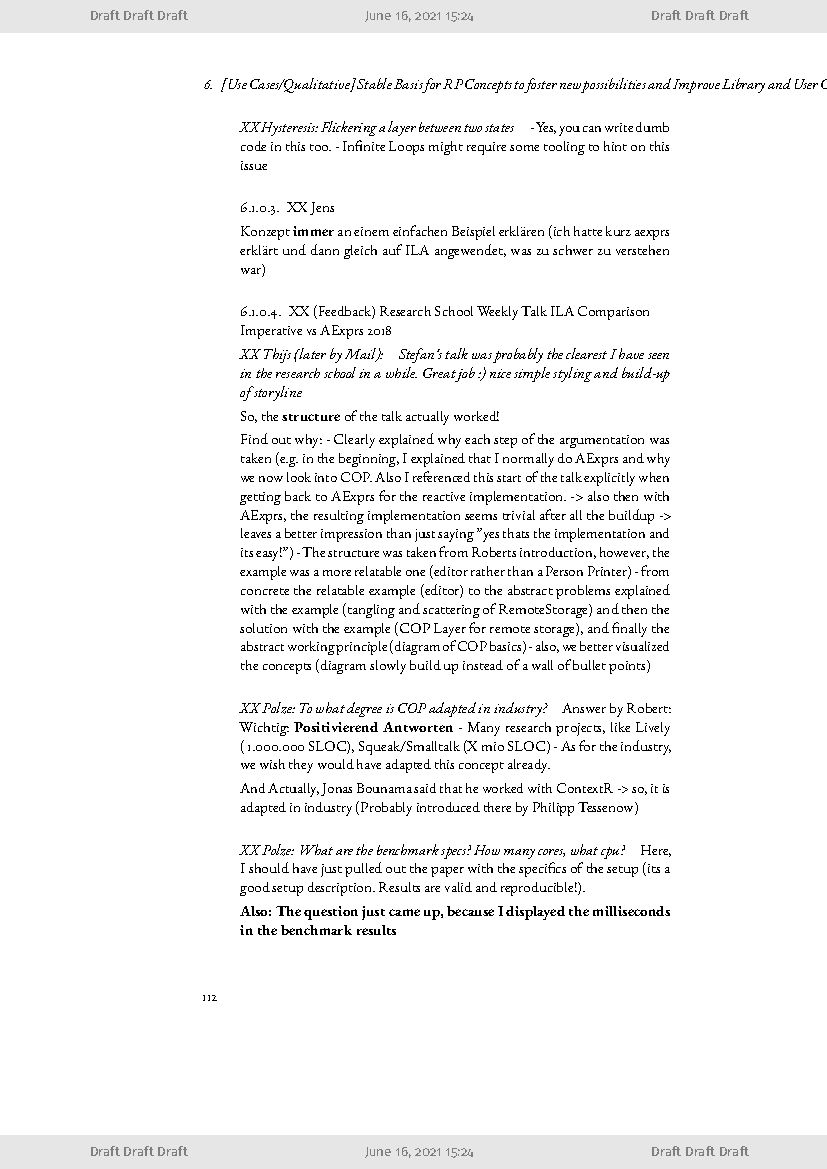 Draft Draft Draft June 16, 2021 15:24 Draft Draft Draft
6. [Use Cases/Qualitative] Stable Basis for RP Concepts to foster new possibilities and Improve Library and User C
XX Hysteresis: Flickering a layer between two states - Yes, you can write dumb
code in this too. - Infinite Loops might require some tooling to hint on this
issue
6.1.0.3. XX Jens
Konzept immer an einem einfachen Beispiel erklären (ich hatte kurz aexprs
erklärt und dann gleich auf ILA angewendet, was zu schwer zu verstehen
war)
6.1.0.4. XX (Feedback) Research School Weekly Talk ILA Comparison
Imperative vs AExprs 2018
XX Thijs (later by Mail): Stefan's talk was probably the clearest I have seen
in the research school in a while. Great job :) nice simple styling and build-up
of storyline
So, the structure of the talk actually worked!
Find out why: - Clearly explained why each step of the argumentation was
taken (e.g. in the beginning, I explained that I normally do AExprs and why
we now look into COP. Also I referenced this start of the talk explicitly when
getting back to AExprs for the reactive implementation. -> also then with
AExprs, the resulting implementation seems trivial after all the buildup ->
leaves a better impression than just saying ”yes thats the implementation and
its easy!”) - The structure was taken from Roberts introduction, however, the
example was a more relatable one (editor rather than a Person Printer) - from
concrete the relatable example (editor) to the abstract problems explained
with the example (tangling and scattering of RemoteStorage) and then the
solution with the example (COP Layer for remote storage), and finally the
abstract working principle (diagram of COP basics) - also, we better visualized
the concepts (diagram slowly build up instead of a wall of bullet points)
XX Polze: To what degree is COP adapted in industry? Answer by Robert:
Wichtig: Positivierend Antworten - Many research projects, like Lively
( 1.000.000 SLOC), Squeak/Smalltalk (X mio SLOC) - As for the industry,
we wish they would have adapted this concept already.
And Actually, Jonas Bounama said that he worked with ContextR -> so, it is
adapted in industry (Probably introduced there by Philipp Tessenow)
XX Polze: What are the benchmark specs? How many cores, what cpu? Here,
I should have just pulled out the paper with the specifics of the setup (its a
good setup description. Results are valid and reproducible!).
Also: The question just came up, because I displayed the milliseconds
in the benchmark results
112
Draft Draft Draft June 16, 2021 15:24 Draft Draft Draft